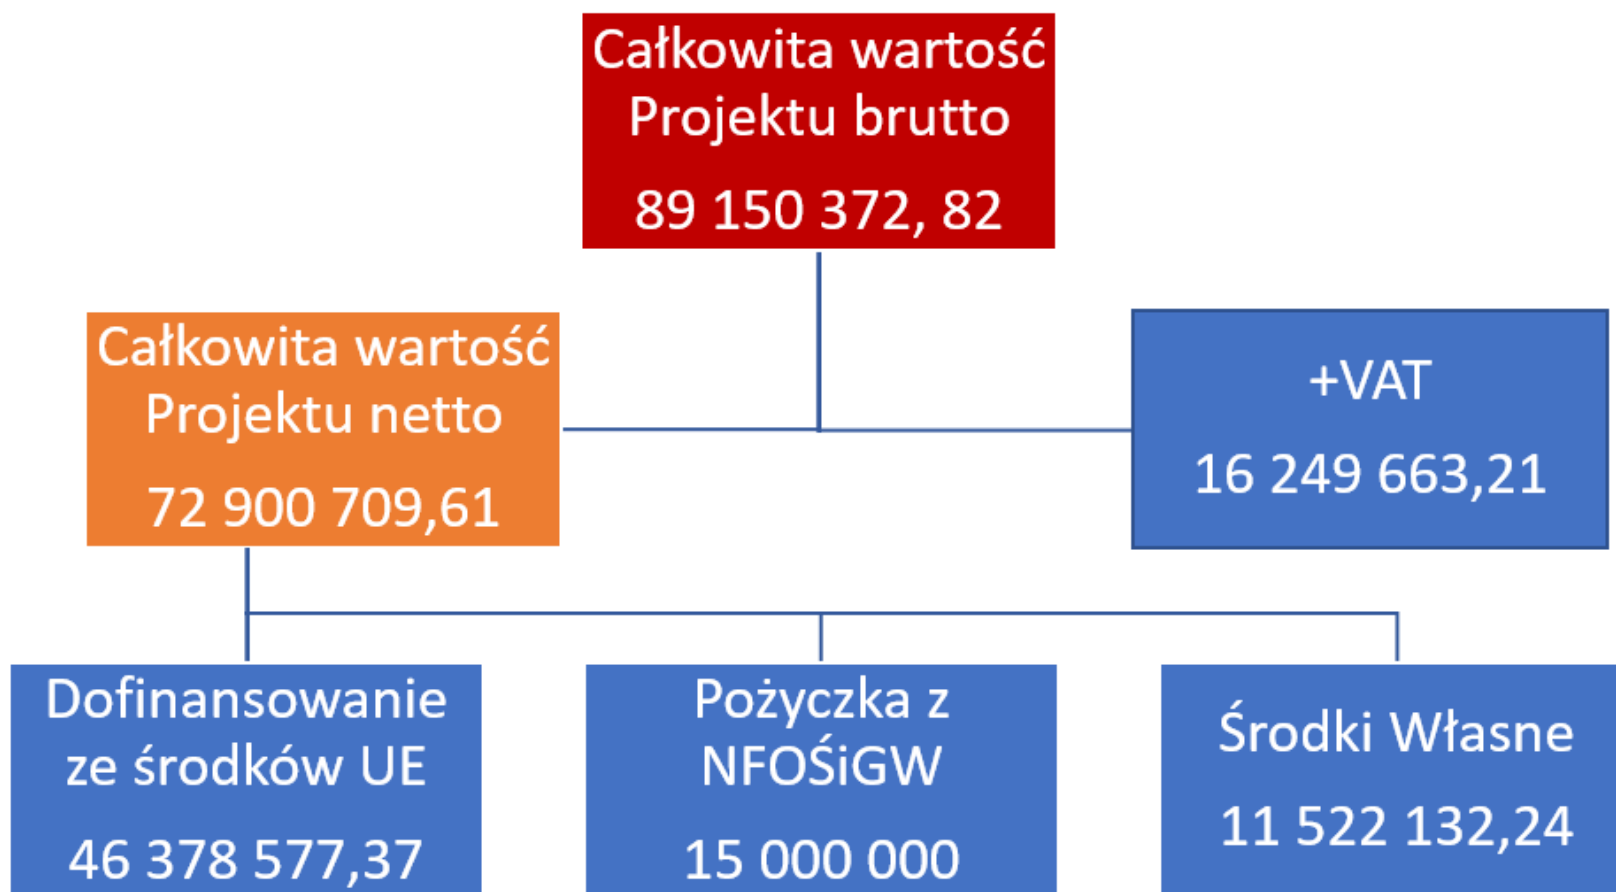 Całkowita wartość
Projektu brutto
89 150 372, 82
Całkowita wartość
Projektu netto
72 900 709,61
+VAT
16 249 663,21
Dofinansowanie
ze środków UE
46 378 577,37
Pożyczka z
NFOŚiGW
15 000 000
Środki Własne
11 522 132,24